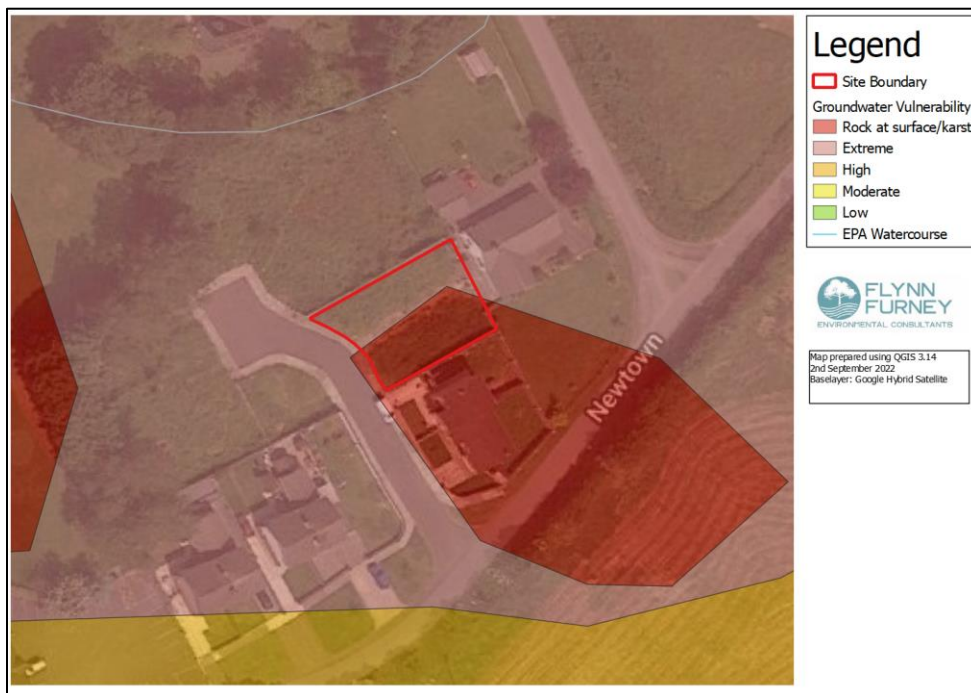 Legend
Site Boundary
Groundwater Vulnerability
Rock at surface/karst
Extreme
High
Moderate
Low
EPA Watercourse
FLYNN
FURNEY
ENVIRONMENTAL CONSULTANTS
Map prepared using QGIS 3.14
2nd September 2022
Baselayer: Google Hybrid Satellite
Newtown